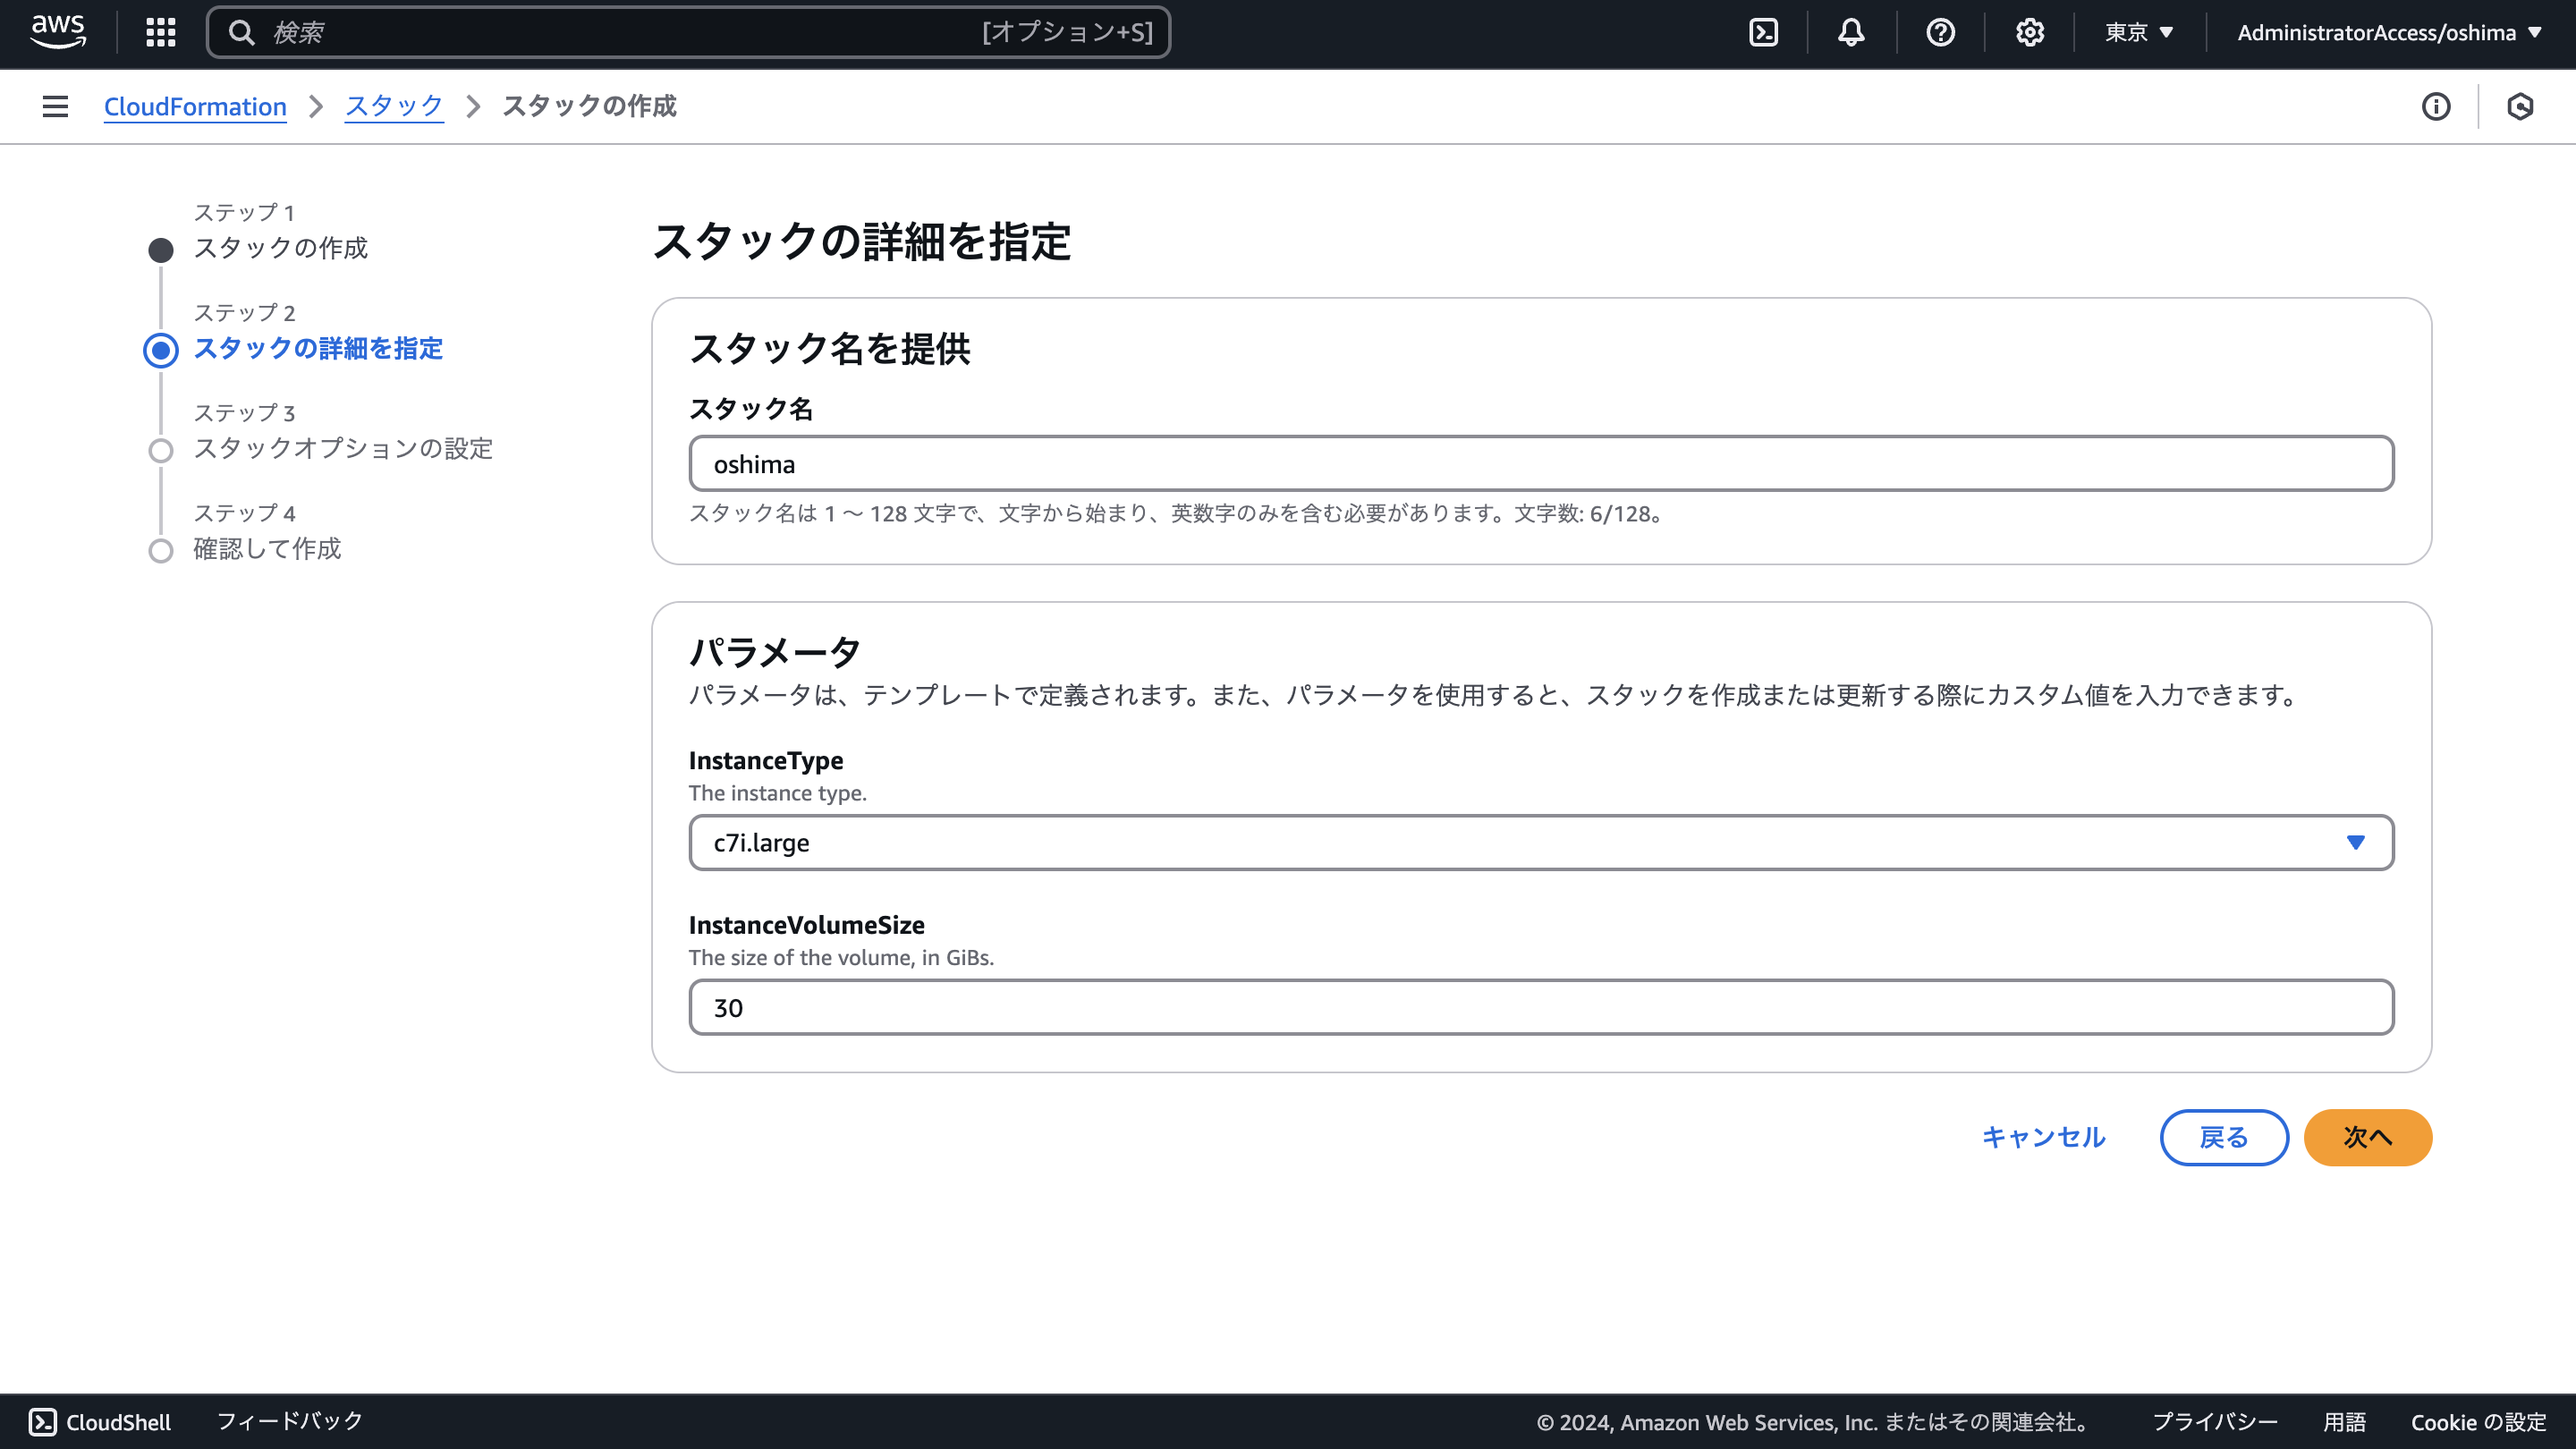 aws
検索 [オプション+S]
東京 ▼
AdministratorAccess/oshima ▼
CloudFormation > スタック > スタックの作成
ステップ 1
スタックの作成
ステップ 2
スタックの詳細を指定
ステップ 3
スタックオプションの設定
ステップ 4
確認して作成
スタックの詳細を指定
スタック名を提供
スタック名
oshima
スタック名は 1 ～ 128 文字で、文字から始まり、英数字のみを含む必要があります。文字数: 6/128。
パラメータ
パラメータは、テンプレートで定義されます。また、パラメータを使用すると、スタックを作成または更新する際にカスタム値を入力できます。
InstanceType
The instance type.
c7i.large
InstanceVolumeSize
The size of the volume, in GiBs.
30
キャンセル 戻る 次へ
CloudShell フィードバック © 2024, Amazon Web Services, Inc. またはその関連会社。 プライバシー 用語 Cookie の設定